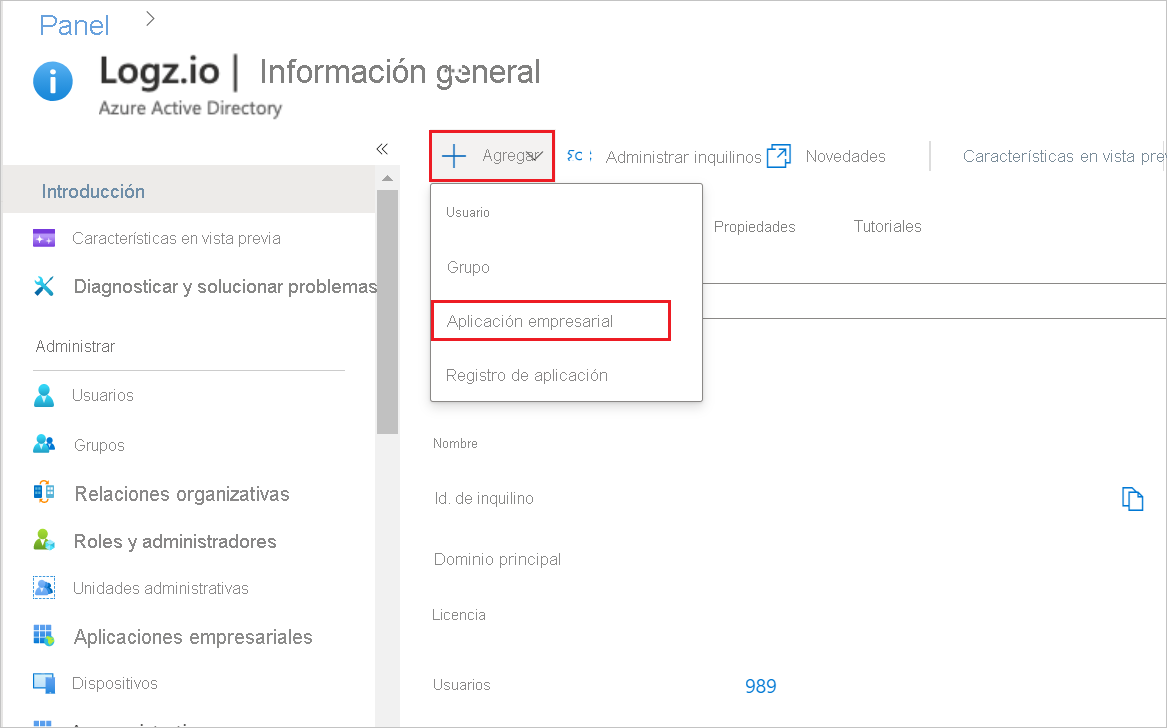 Panel
Logz.io | Información general
Azure Active Directory
Agregar
Administrar inquilinos
Novedades
Características en vista pre
Introducción
Características en vista previa
Diagnosticar y solucionar problemas
Administrar
Usuarios
Grupos
Relaciones organizativas
Roles y administradores
Unidades administrativas
Aplicaciones empresariales
Dispositivos
Usuario
Grupo
Aplicación empresarial
Registro de aplicación
Propiedades
Tutoriales
Nombre
Id. de inquilino
Dominio principal
Licencia
Usuarios 989